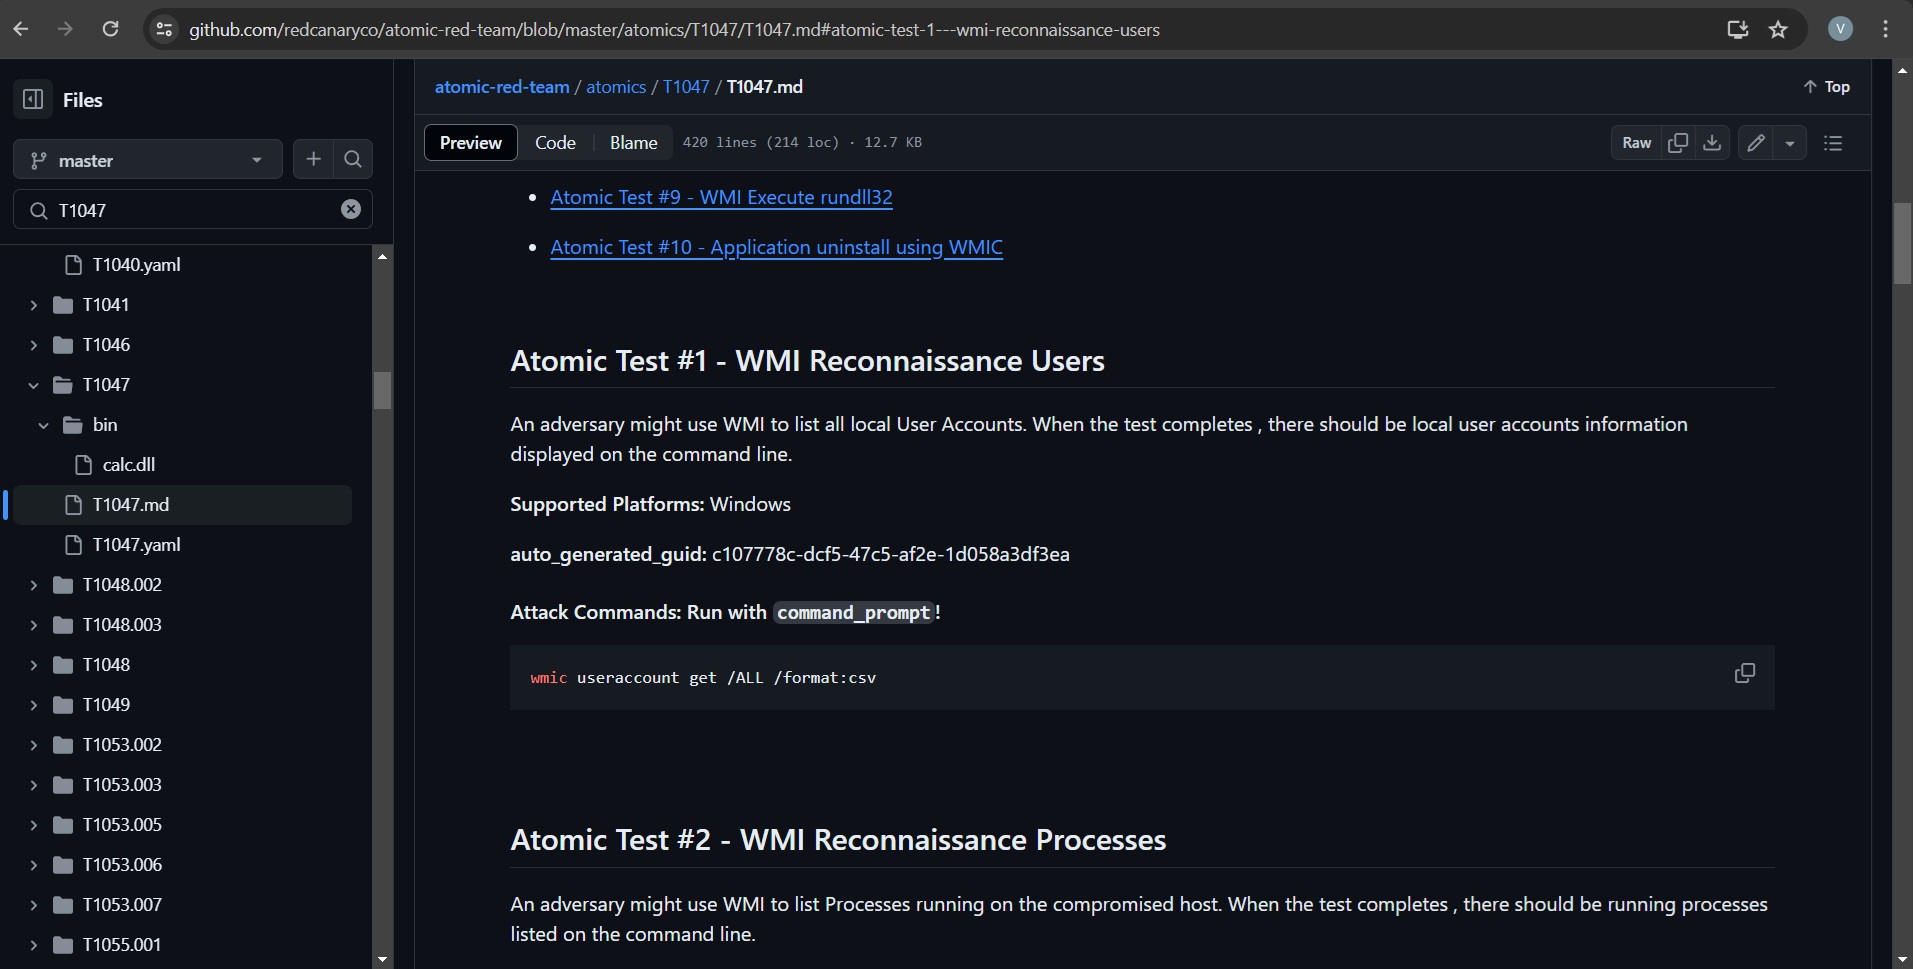 github.com/redcanaryco/atomic-red-team/blob/master/atomics/T1047/T1047.md#atomic-test-1---wmi-reconnaissance-users
V
Files
master
T1047
T1040.yaml
T1041
T1046
T1047
bin
calc.dll
T1047.md
T1047.yaml
T1048.002
T1048.003
T1048
T1049
T1053.002
T1053.003
T1053.005
T1053.006
T1053.007
T1055.001
atomic-red-team / atomics / T1047 / T1047.md
Top
Preview Code Blame 420 lines (214 loc) · 12.7 KB
Raw
• Atomic Test #9 - WMI Execute rundll32
• Atomic Test #10 - Application uninstall using WMIC
Atomic Test #1 - WMI Reconnaissance Users
An adversary might use WMI to list all local User Accounts. When the test completes , there should be local user accounts information
displayed on the command line.
Supported Platforms: Windows
auto_generated_guid: c107778c-dcf5-47c5-af2e-1d058a3df3ea
Attack Commands: Run with command_prompt!
wmic useraccount get /ALL /format:csv
Atomic Test #2 - WMI Reconnaissance Processes
An adversary might use WMI to list Processes running on the compromised host. When the test completes , there should be running processes
listed on the command line.